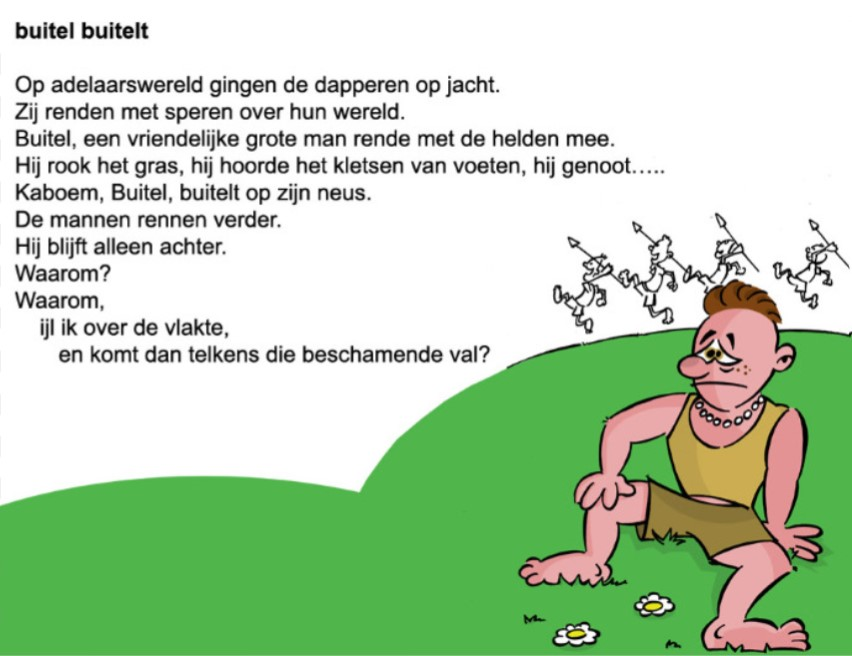 buitel buitelt
Op adelaarswereld gingen de dapperen op jacht.
Zij renden met speren over hun wereld.
Buitel, een vriendelijke grote man rende met de helden mee.
Hij rook het gras, hij hoorde het kletsen van voeten, hij genoot.....
Kaboem, Buitel, buitelt op zijn neus.
De mannen rennen verder.
Hij blijft alleen achter.
Waarom?
Waarom,
ijl ik over de vlakte,
en komt dan telkens die beschamende val?